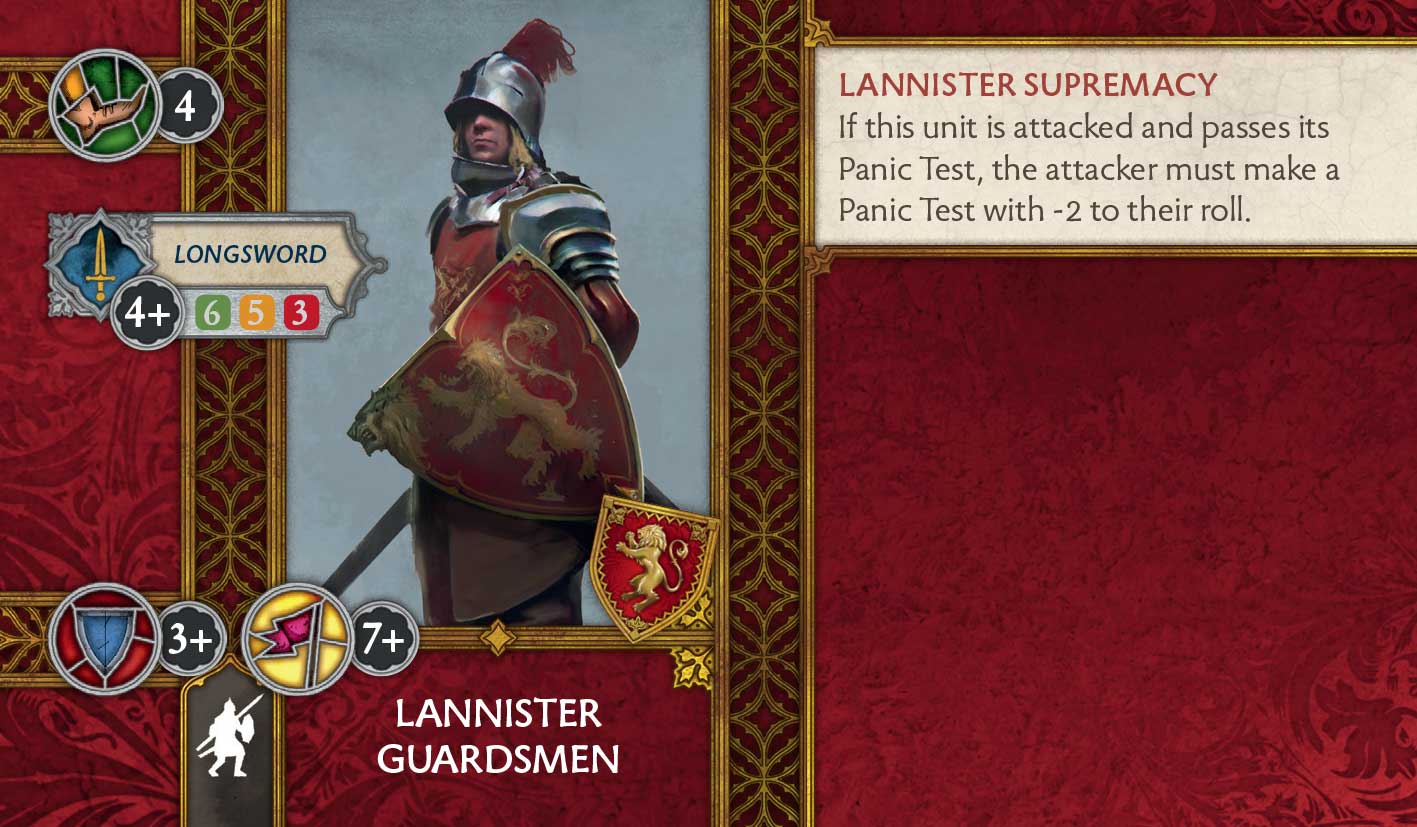 4
LONGSWORD
4+ 6 5 3
3+ 7+
LANNISTER
GUARDSMEN
LANNISTER SUPREMACY
If this unit is attacked and passes its
Panic Test, the attacker must make a
Panic Test with -2 to their roll.